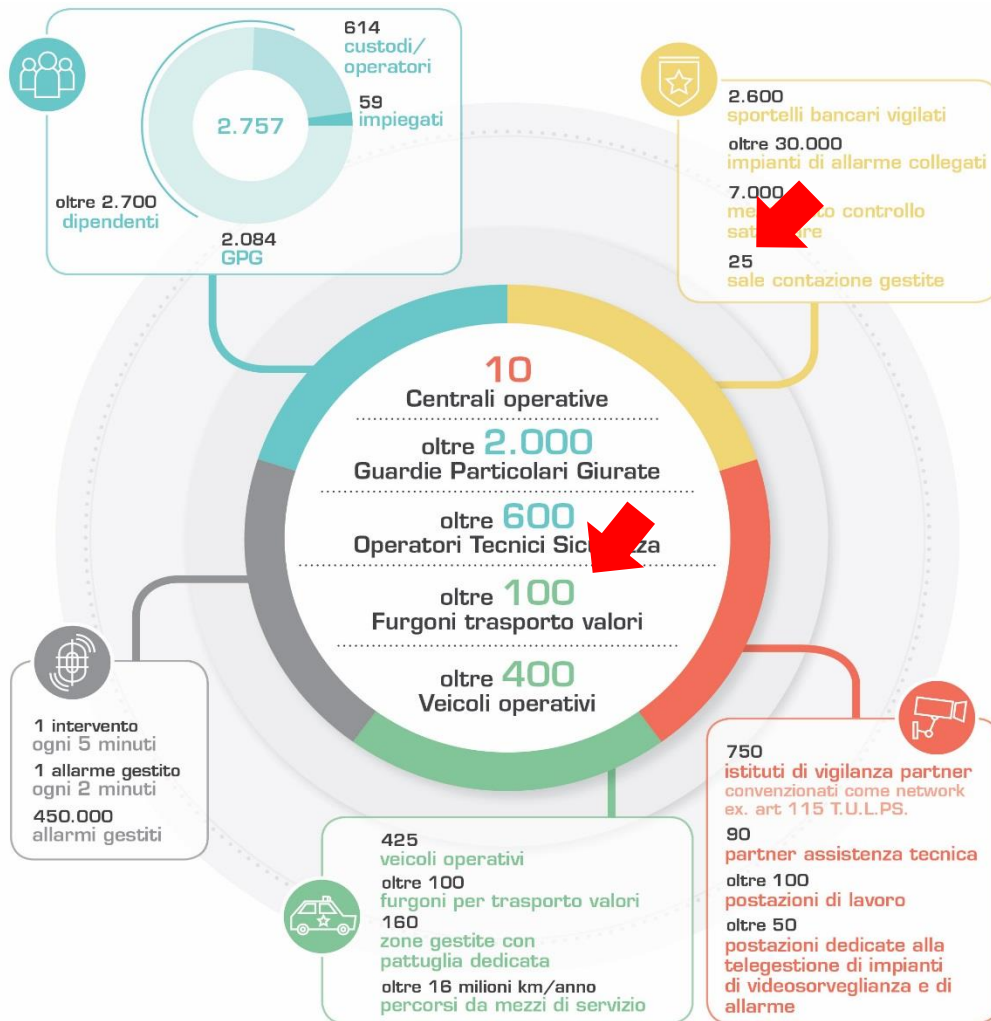 614
custodi/
operatori
59
impiegati
2.757
oltre 2.700
dipendenti
2.084
GPG
2.600
sportelli bancari vigilati
oltre 30.000
impianti di allarme collegati
7.000
controllo
25
sale contazione gestite
10
Centrali operative
oltre 2.000
Guardie Particolari Giurate
oltre 600
Operatori Tecnici
oltre 100
Furgoni trasporto valori
oltre 400
Veicoli operativi
1 intervento
ogni 5 minuti
1 allarme gestito
ogni 2 minuti
450.000
allarmi gestiti
425
veicoli operativi
oltre 100
furgoni per trasporto valori
160
zone gestite con
pattuglia dedicata
oltre 16 milioni km/anno
percorsi da mezzi di servizio
750
istituti di vigilanza partner
convenzionati come network
ex. art 115 T.U.L.PS.
90
partner assistenza tecnica
oltre 100
postazioni di lavoro
oltre 50
postazioni dedicate alla
telegestione di impianti
di videosorveglianza e di
allarme